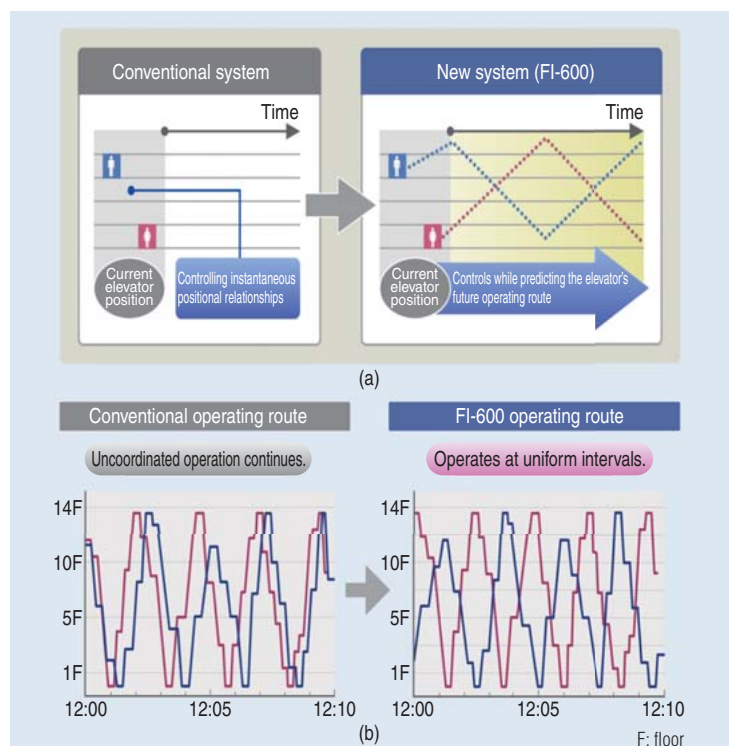 Conventional system
New system (FI-600)
Time
Time
Current
elevator
position
Controlling instantaneous
positional relationships
Current
elevator
position
Controls while predicting the elevator's
future operating route
(a)
Conventional operating route
FI-600 operating route
Uncoordinated operation continues.
Operates at uniform intervals.
14F
10F
5F
1F
12:00
12:05
12:10
14F
10F
5F
1F
12:00
12:05
12:10
(b)
F: floor